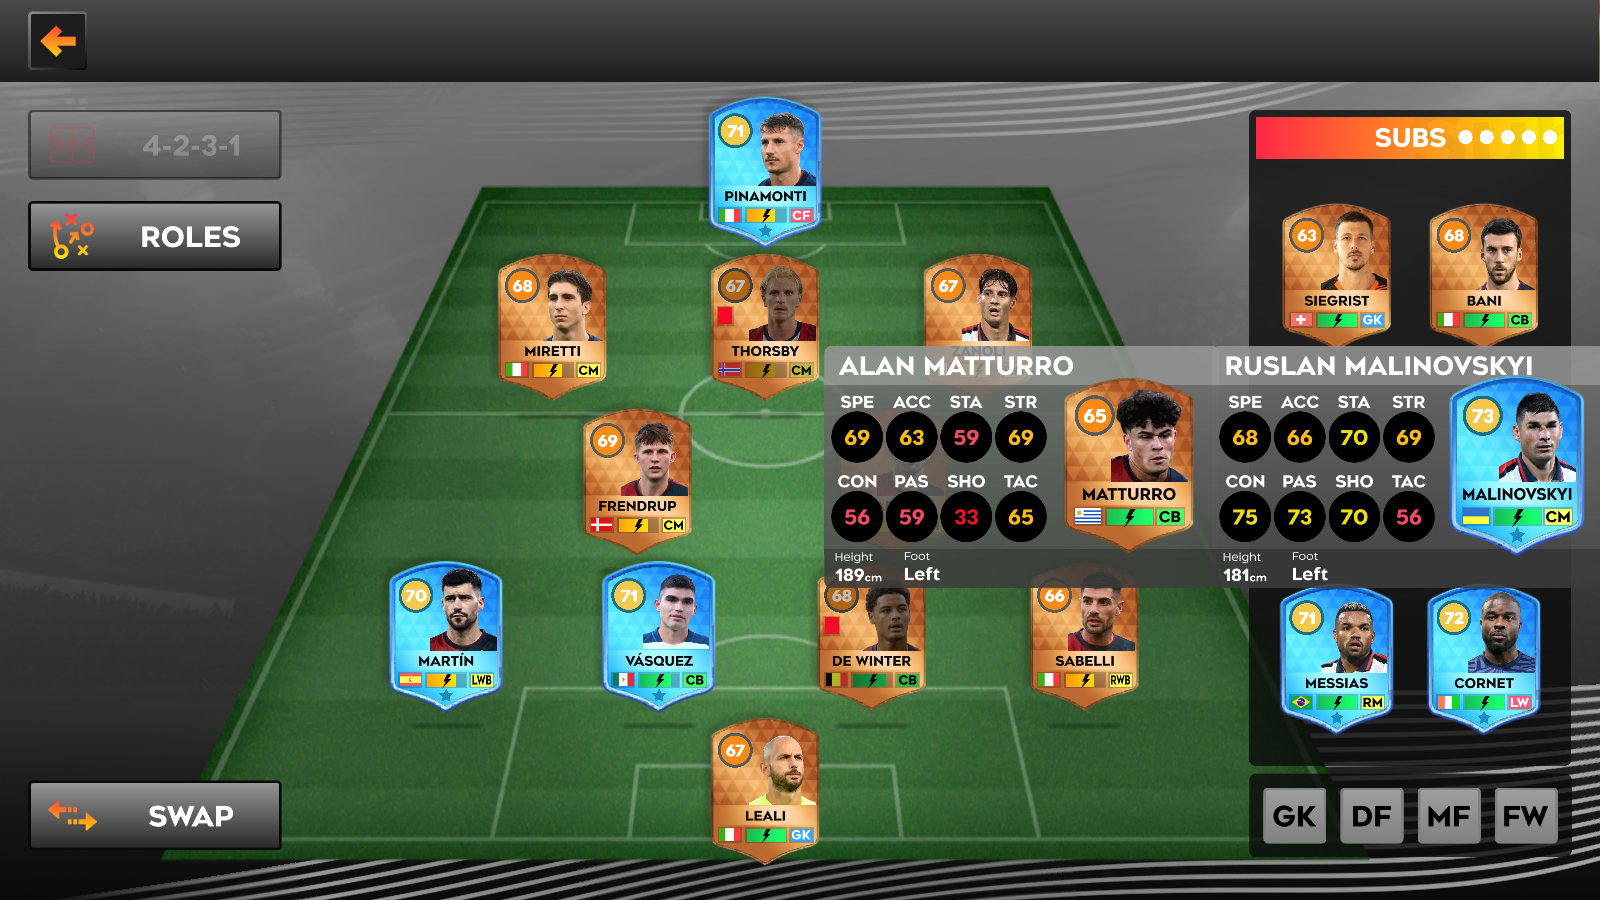 4-2-3-1
ROLES
SWAP
71
PINAMONTI
CF
68
MIRETTI
CM
67
THORSBY
CM
67
ZANOLI
69
FRENDRUP
CM
70
MARTÍN
LWB
71
VÁSQUEZ
CB
68
DE WINTER
CB
66
SABELLI
RWB
67
LEALI
GK
SUBS
63
SIEGRIST
GK
68
BANI
CB
ALAN MATTURRO
SPE ACC STA STR
69 63 59 69
CON PAS SHO TAC
56 59 33 65
Height Foot
189cm Left
65
MATTURRO
CB
RUSLAN MALINOVSKYI
SPE ACC STA STR
68 66 70 69
CON PAS SHO TAC
75 73 70 56
Height Foot
181cm Left
73
MALINOVSKYI
CM
71
MESSIAS
RM
72
CORNET
LW
GK DF MF FW